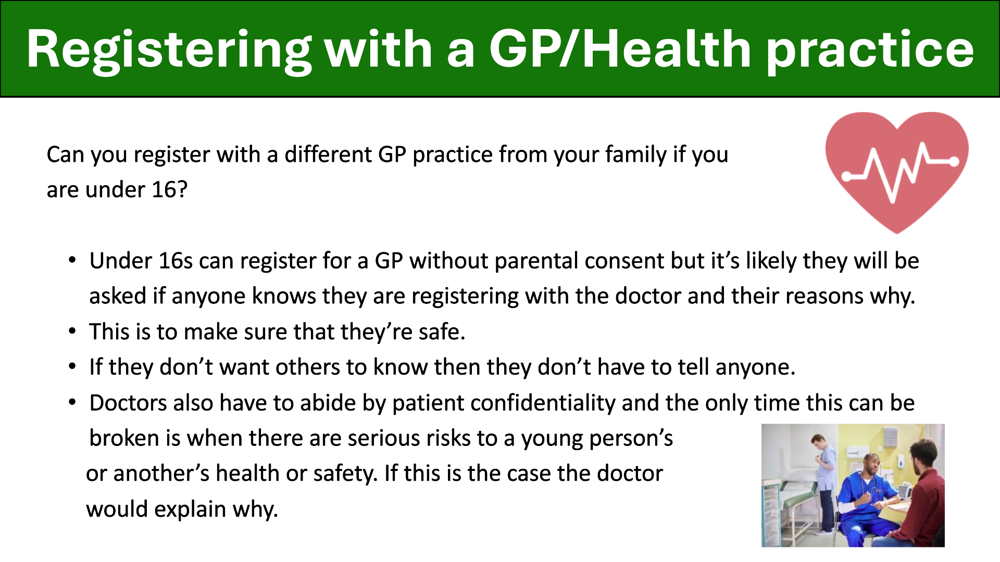 Registering with a GP/Health practice
Can you register with a different GP practice from your family if you
are under 16?
• Under 16s can register for a GP without parental consent but it’s likely they will be
asked if anyone knows they are registering with the doctor and their reasons why.
• This is to make sure that they’re safe.
• If they don’t want others to know then they don’t have to tell anyone.
• Doctors also have to abide by patient confidentiality and the only time this can be
broken is when there are serious risks to a young person’s
or another’s health or safety. If this is the case the doctor
would explain why.